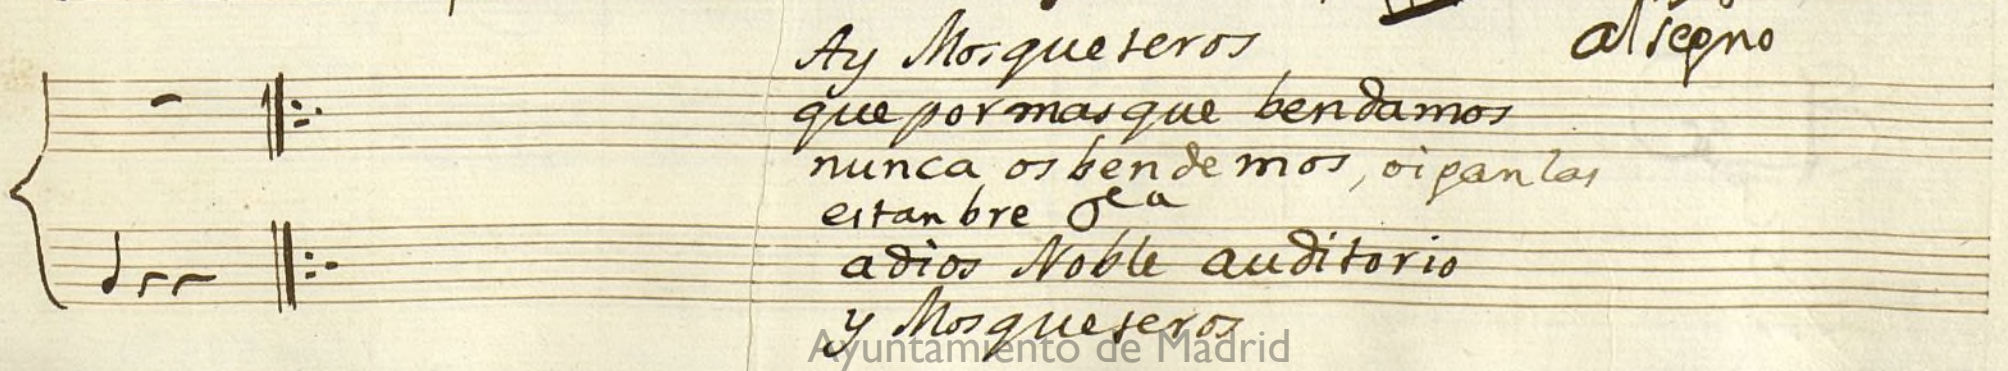 Ay Mosqueteros
al segno
que por mas que bendamos
nunca os bendemos, oigan las
estanbre &ca
adios Noble auditorio
y Mosqueteros
Ayuntamiento de Madrid